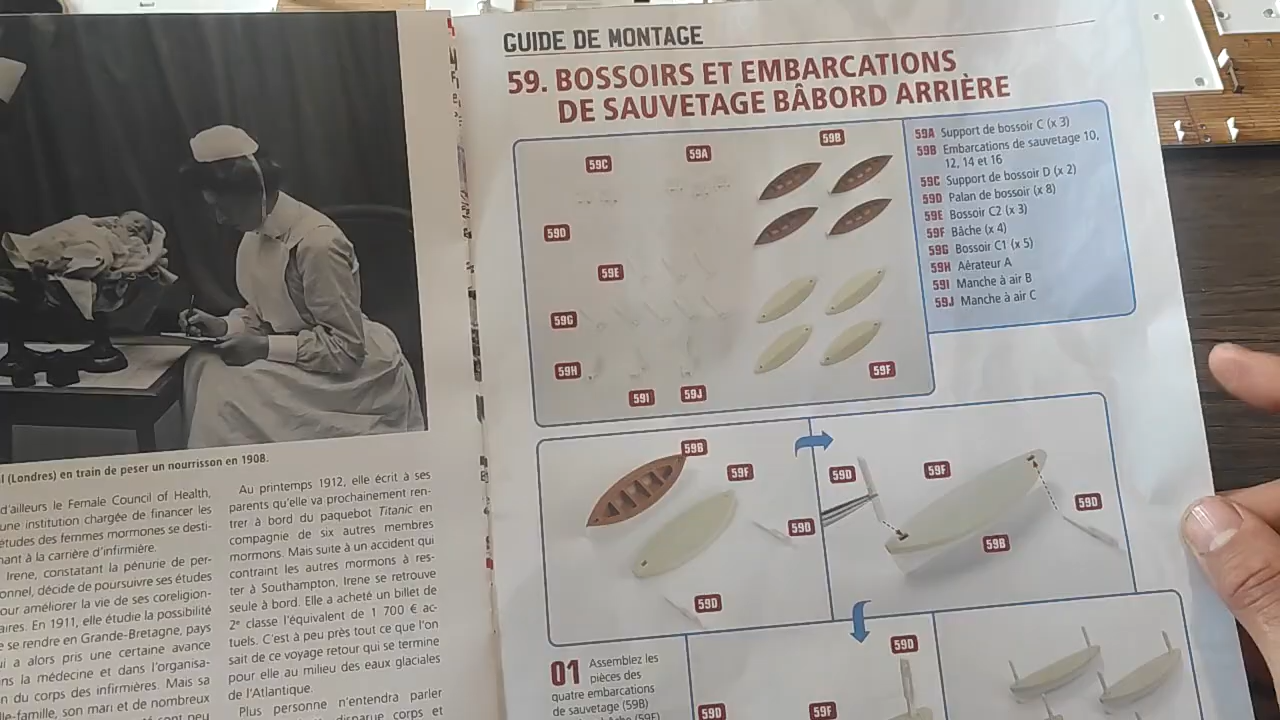 l (Londres) en train de peser un nourrisson en 1908.
d'ailleurs le Female Council of Health,
une institution chargée de financer les
études des femmes mormones se desti-
nant à la carrière d'infirmière.
Irene, constatant la pénurie de per-
onnel, décide de poursuivre ses études
our améliorer la vie de ses coreligion-
aires. En 1911, elle étudie la possibilité
e se rendre en Grande-Bretagne, pays
ui a alors pris une certaine avance
ns la médecine et dans l'organisa-
n du corps des infirmières. Mais sa
le-famille, son mari et de nombreux
Au printemps 1912, elle écrit à ses
parents qu'elle va prochainement ren-
trer à bord du paquebot Titanic en
compagnie de six autres membres
mormons. Mais suite à un accident qui
contraint les autres mormons à res-
ter à Southampton, Irene se retrouve
seule à bord. Elle a acheté un billet de
2e classe l'équivalent de 1 700 € ac-
tuels. C'est à peu près tout ce que l'on
sait de ce voyage retour qui se termine
pour elle au milieu des eaux glaciales
de l'Atlantique.
Plus personne n'entendra parler
corps et
GUIDE DE MONTAGE
59. BOSSOIRS ET EMBARCATIONS
DE SAUVETAGE BÂBORD ARRIÈRE
59C
59A
59B
59D
59E
59G
59H
59I
59J
59F
59A Support de bossoir C (x 3)
59B Embarcations de sauvetage 10,
12, 14 et 16
59C Support de bossoir D (x 2)
59D Palan de bossoir (x 8)
59E Bossoir C2 (x 3)
59F Bâche (x 4)
59G Bossoir C1 (x 5)
59H Aérateur A
59I Manche à air B
59J Manche à air C
59B
59F
59D
59D
59D
59F
59D
59B
01 Assemblez les
pièces des
quatre embarcations
de sauvetage (59B)
(59F)
59D
59D
59F